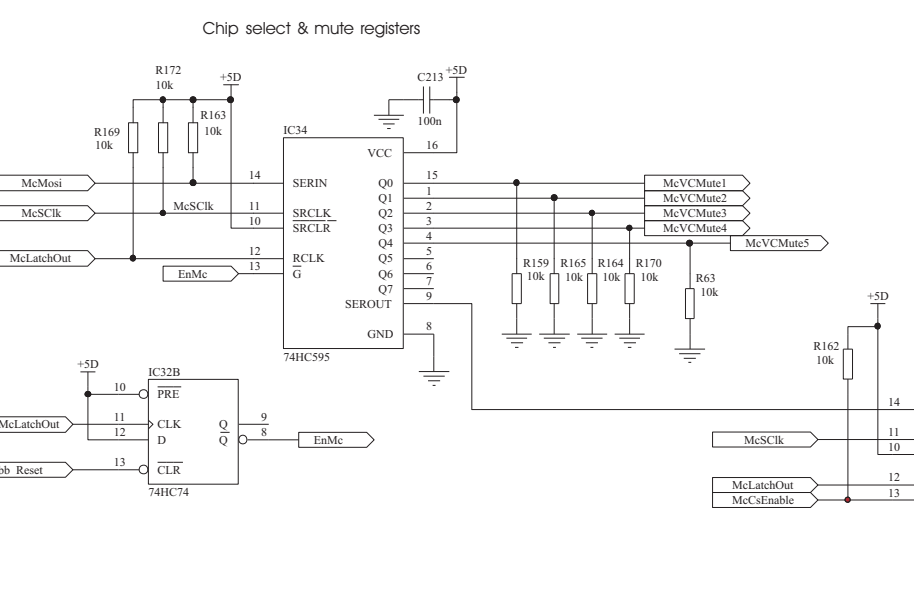 Chip select & mute registers
R172
10k
+5D
C213
+5D
R169
10k
R163
10k
100n
IC34
VCC
16
McMosi
14
SERIN
Q0
15
McVCMute1
Q1
1
McVCMute2
McSClk
McSClk
11
SRCLK
Q2
2
McVCMute3
10
SRCLR
Q3
3
McVCMute4
Q4
4
McVCMute5
McLatchOut
12
RCLK
Q5
5
EnMc
13
G
Q6
6
Q7
7
SEROUT
9
R159
10k
R165
10k
R164
10k
R170
10k
R63
10k
GND
8
74HC595
+5D
R162
10k
+5D
IC32B
10
PRE
McLatchOut
11
CLK
Q
9
12
D
Q
8
EnMc
bb Reset
13
CLR
74HC74
14
McSClk
11
10
McLatchOut
12
McCsEnable
13